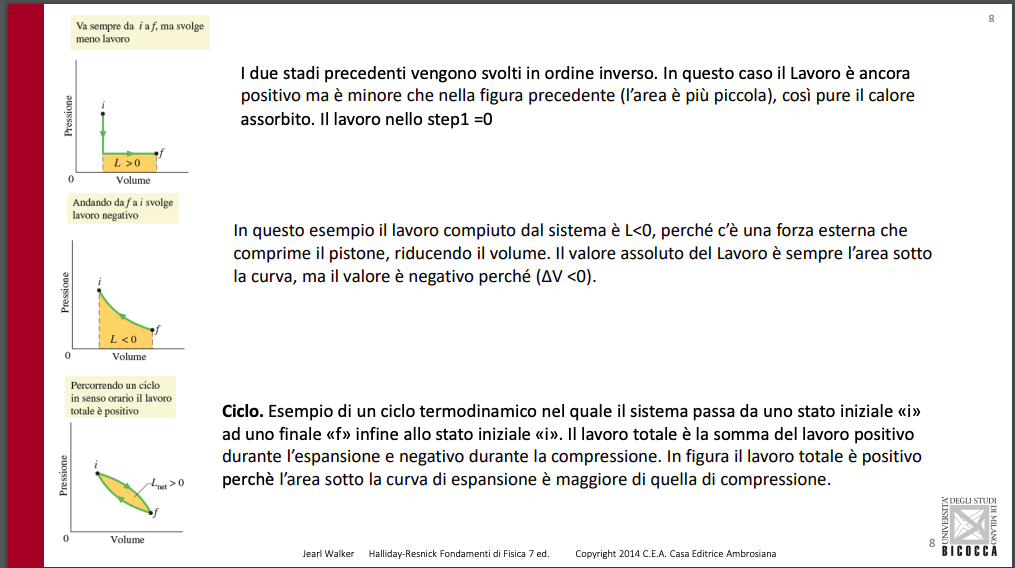 8
Va sempre da i a f, ma svolge
meno lavoro
I due stadi precedenti vengono svolti in ordine inverso. In questo caso il Lavoro è ancora
positivo ma è minore che nella figura precedente (l’area è più piccola), così pure il calore
assorbito. Il lavoro nello step1 =0
Pressione
i
f
L > 0
0
Volume
Andando da f a i svolge
lavoro negativo
In questo esempio il lavoro compiuto dal sistema è L<0, perché c’è una forza esterna che
comprime il pistone, riducendo il volume. Il valore assoluto del Lavoro è sempre l’area sotto
la curva, ma il valore è negativo perché (ΔV <0).
Pressione
i
f
L < 0
0
Volume
Percorrendo un ciclo
in senso orario il lavoro
totale è positivo
Ciclo. Esempio di un ciclo termodinamico nel quale il sistema passa da uno stato iniziale «i»
ad uno finale «f» infine allo stato iniziale «i». Il lavoro totale è la somma del lavoro positivo
durante l’espansione e negativo durante la compressione. In figura il lavoro totale è positivo
perchè l’area sotto la curva di espansione è maggiore di quella di compressione.
Pressione
i
Lnet > 0
f
0
Volume
Jearl Walker Halliday-Resnick Fondamenti di Fisica 7 ed. Copyright 2014 C.E.A. Casa Editrice Ambrosiana
8
UNIVERSITA'
DEGLI STUDI
DI MILANO
BICOCCA